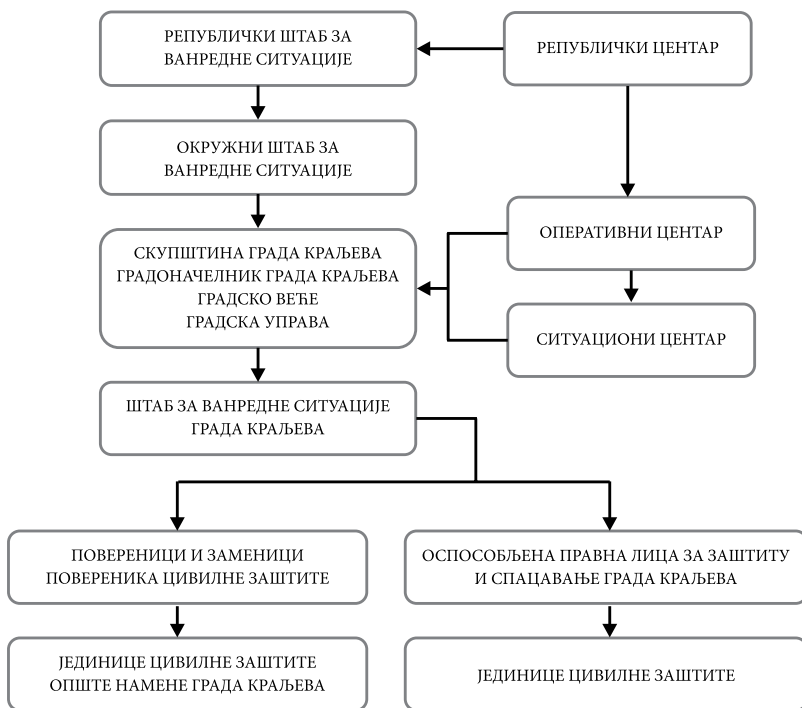 РЕПУБЛИЧКИ ШТАБ ЗА
ВАНРЕДНЕ СИТУАЦИЈЕ
РЕПУБЛИЧКИ ЦЕНТАР
ОКРУЖНИ ШТАБ ЗА
ВАНРЕДНЕ СИТУАЦИЈЕ
СКУПШТИНА ГРАДА КРАЉЕВА
ГРАДОНАЧЕЛНИК ГРАДА КРАЉЕВА
ГРАДСКО ВЕЋЕ
ГРАДСКА УПРАВА
ОПЕРАТИВНИ ЦЕНТАР
СИТУАЦИОНИ ЦЕНТАР
ШТАБ ЗА ВАНРЕДНЕ СИТУАЦИЈЕ
ГРАДА КРАЉЕВА
ПОВЕРЕНИЦИ И ЗАМЕНИЦИ
ПОВЕРЕНИКА ЦИВИЛНЕ ЗАШТИТЕ
ОСПОСОБЉЕНА ПРАВНА ЛИЦА ЗА ЗАШТИТУ
И СПАЦАВАЊЕ ГРАДА КРАЉЕВА
ЈЕДИНИЦЕ ЦИВИЛНЕ ЗАШТИТЕ
ОПШТЕ НАМЕНЕ ГРАДА КРАЉЕВА
ЈЕДИНИЦЕ ЦИВИЛНЕ ЗАШТИТЕ